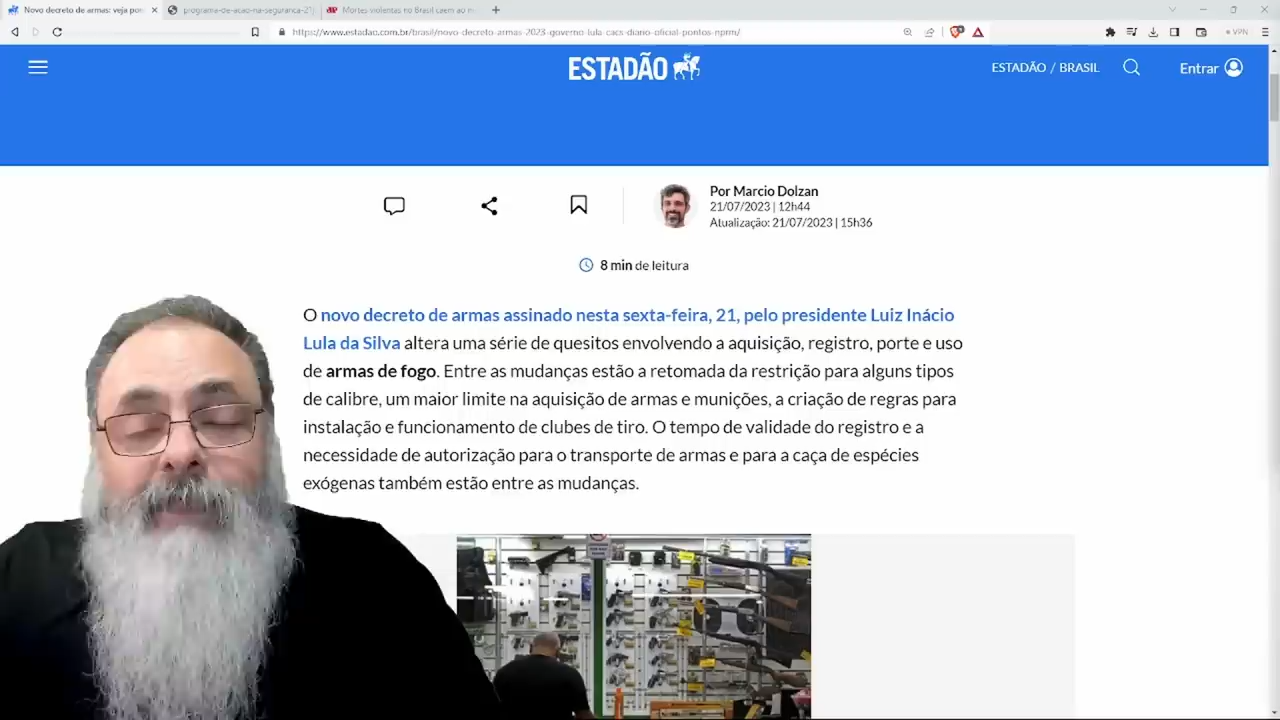 Novo decreto de armas: veja pon
programa-de-acao-na-seguranca-21j
Mortes violentas no Brasil caem ao m
https://www.estadao.com.br/brasil/novo-decreto-armas-2023-governo-lula-cacs-diario-oficial-pontos-nprm/
VPN
ESTADÃO
ESTADÃO / BRASIL
Entrar
Por Marcio Dolzan
21/07/2023 | 12h44
Atualização: 21/07/2023 | 15h36
8 min de leitura
O novo decreto de armas assinado nesta sexta-feira, 21, pelo presidente Luiz Inácio
Lula da Silva altera uma série de quesitos envolvendo a aquisição, registro, porte e uso
de armas de fogo. Entre as mudanças estão a retomada da restrição para alguns tipos
de calibre, um maior limite na aquisição de armas e munições, a criação de regras para
instalação e funcionamento de clubes de tiro. O tempo de validade do registro e a
necessidade de autorização para o transporte de armas e para a caça de espécies
exógenas também estão entre as mudanças.